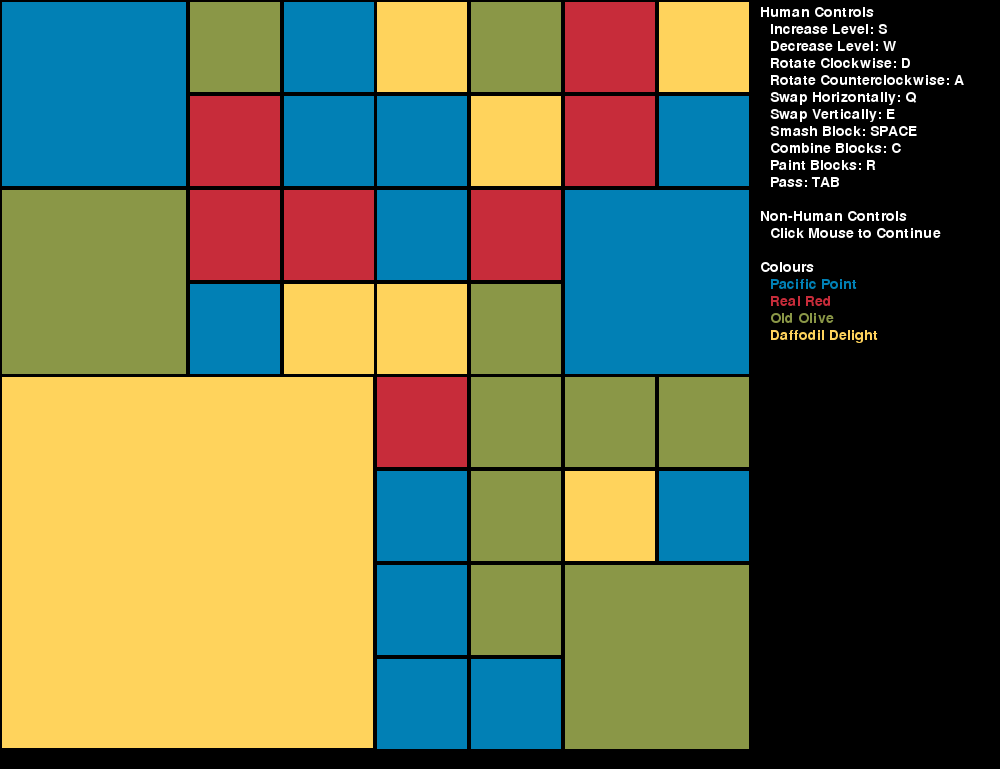 Human Controls
Increase Level: S
Decrease Level: W
Rotate Clockwise: D
Rotate Counterclockwise: A
Swap Horizontally: Q
Swap Vertically: E
Smash Block: SPACE
Combine Blocks: C
Paint Blocks: R
Pass: TAB
Non-Human Controls
Click Mouse to Continue
Colours
Pacific Point
Real Red
Old Olive
Daffodil Delight